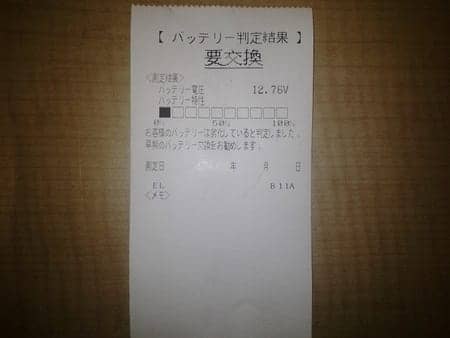 【 バッテリー判定結果 】
要交換
<測定結果>
バッテリー電圧 12.76V
バッテリー特性
0% 50% 100%
お客様のバッテリーは劣化していると判定しました。
早期のバッテリー交換をお勧めします。
測定日 年 月 日
EL B11A
<メモ>